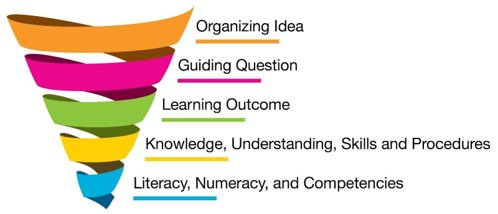 Organizing Idea
Guiding Question
Learning Outcome
Knowledge, Understanding, Skills and Procedures
Literacy, Numeracy, and Competencies